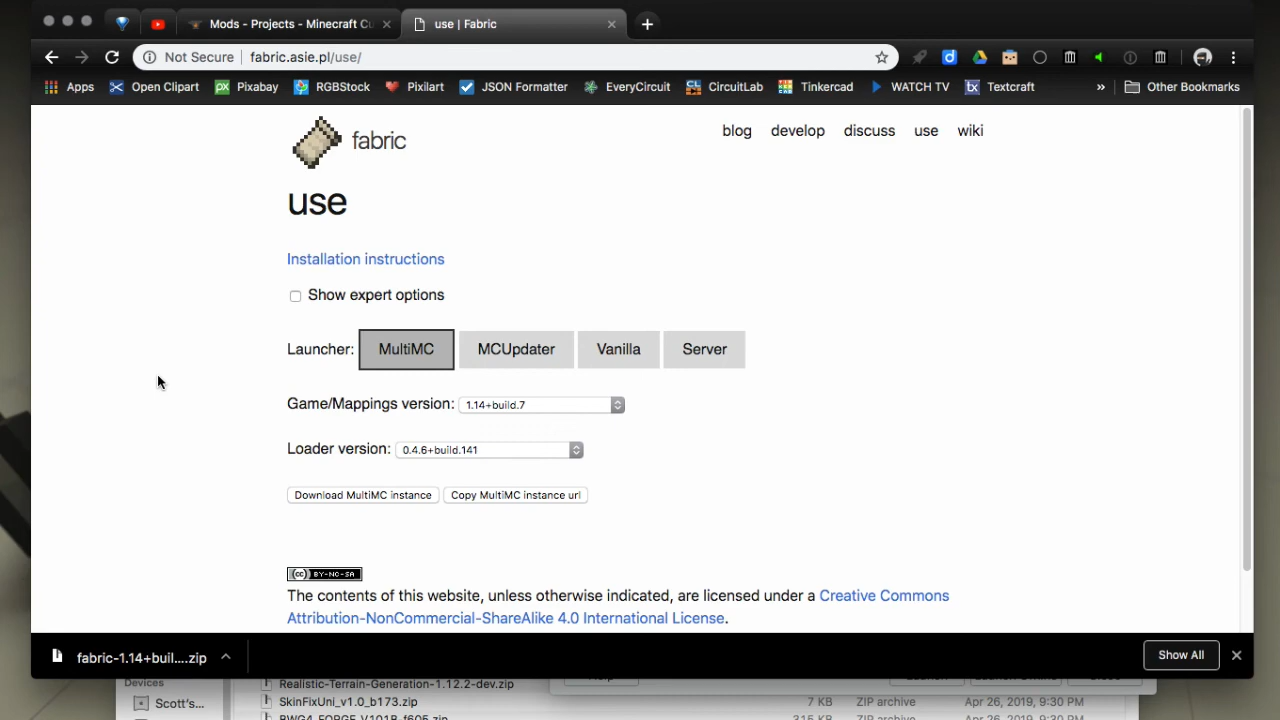 Mods - Projects - Minecraft Cu
use | Fabric
Not Secure | fabric.asie.pl/use/
Apps Open Clipart Pixabay RGBStock Pixilart JSON Formatter EveryCircuit CircuitLab Tinkercad WATCH TV Textcraft » Other Bookmarks
fabric
blog develop discuss use wiki
use
Installation instructions
Show expert options
Launcher: MultiMC MCUpdater Vanilla Server
Game/Mappings version: 1.14+build.7
Loader version: 0.4.6+build.141
Download MultiMC instance Copy MultiMC instance url
(cc) BY-NC-SA
The contents of this website, unless otherwise indicated, are licensed under a Creative Commons
Attribution-NonCommercial-ShareAlike 4.0 International License.
fabric-1.14+buil....zip
Show All
Devices
Realistic-Terrain-Generation-1.12.2-dev.zip
Scott's...
SkinFixUni_v1.0_b173.zip 7 KB ZIP archive Apr 26, 2019, 9:30 PM
315 KB ZIP archive Apr 26, 2019, 9:30 PM